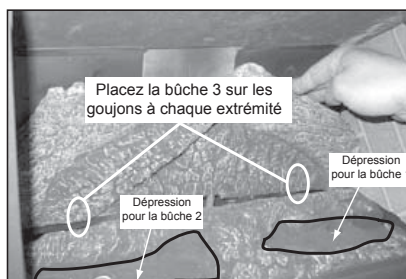 Placez la bûche 3 sur les
goujons à chaque extrémité
Dépression
pour la bûche
Dépression
pour la bûche 2